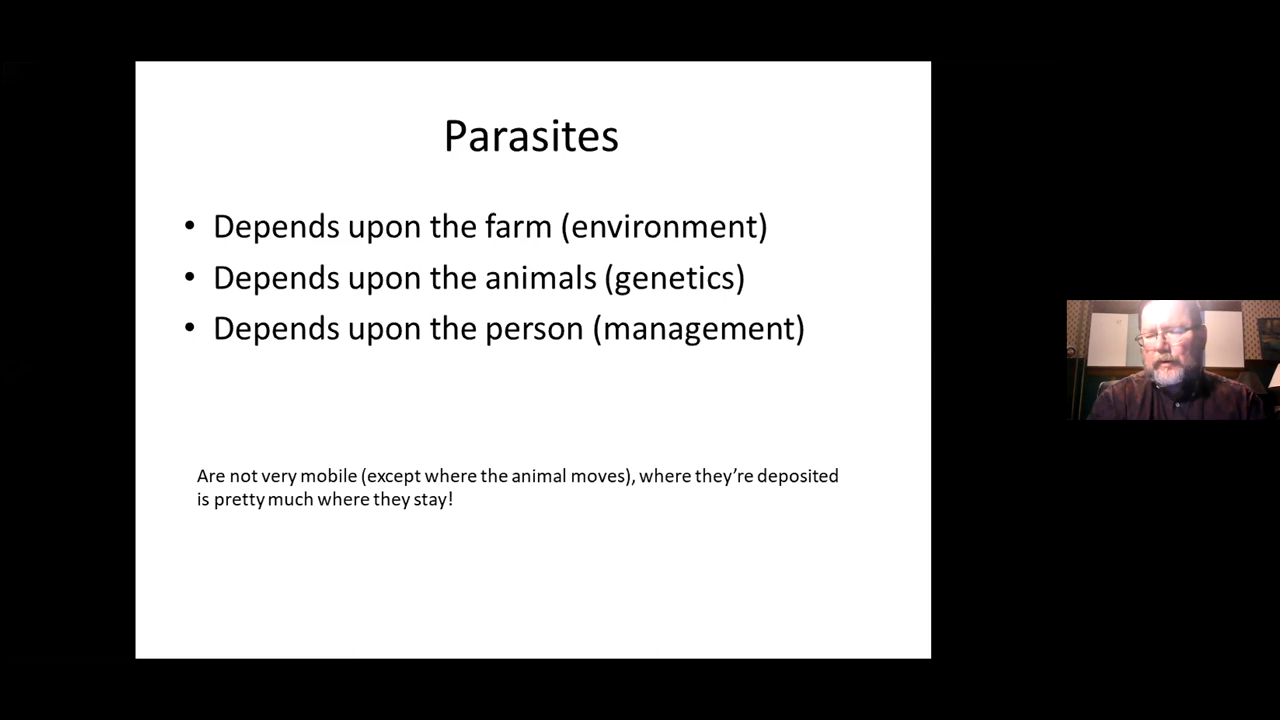 Parasites
• Depends upon the farm (environment)
• Depends upon the animals (genetics)
• Depends upon the person (management)
Are not very mobile (except where the animal moves), where they’re deposited
is pretty much where they stay!